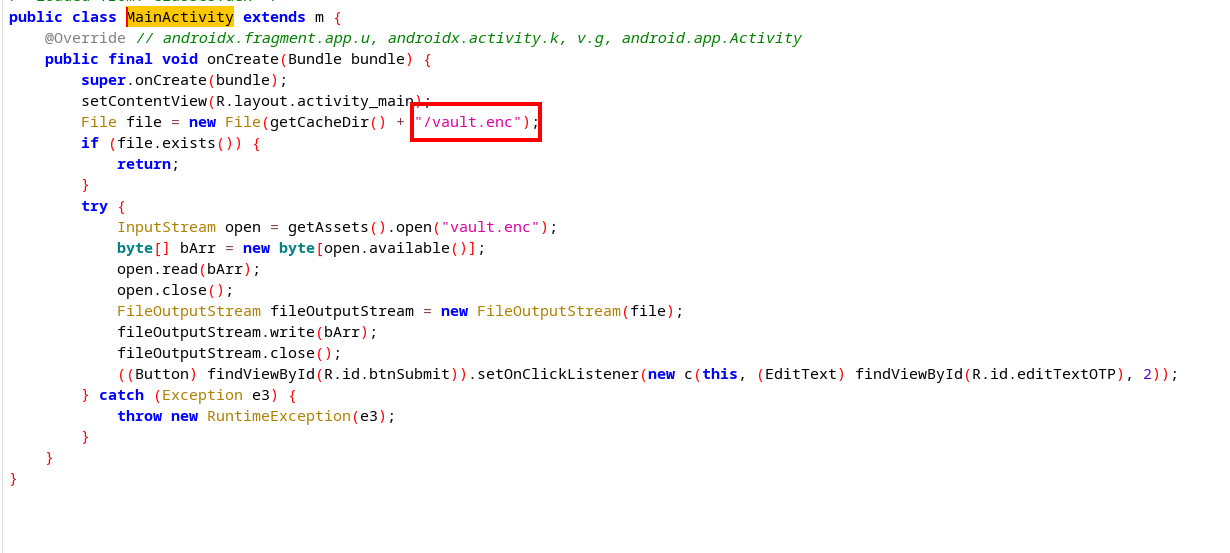 public class MainActivity extends m {
@Override // androidx.fragment.app.u, androidx.activity.k, v.g, android.app.Activity
public final void onCreate(Bundle bundle) {
super.onCreate(bundle);
setContentView(R.layout.activity_main);
File file = new File(getCacheDir() + "/vault.enc");
if (file.exists()) {
return;
}
try {
InputStream open = getAssets().open("vault.enc");
byte[] bArr = new byte[open.available()];
open.read(bArr);
open.close();
FileOutputStream fileOutputStream = new FileOutputStream(file);
fileOutputStream.write(bArr);
fileOutputStream.close();
((Button) findViewById(R.id.btnSubmit)).setOnClickListener(new c(this, (EditText) findViewById(R.id.editTextOTP), 2));
} catch (Exception e3) {
throw new RuntimeException(e3);
}
}
}